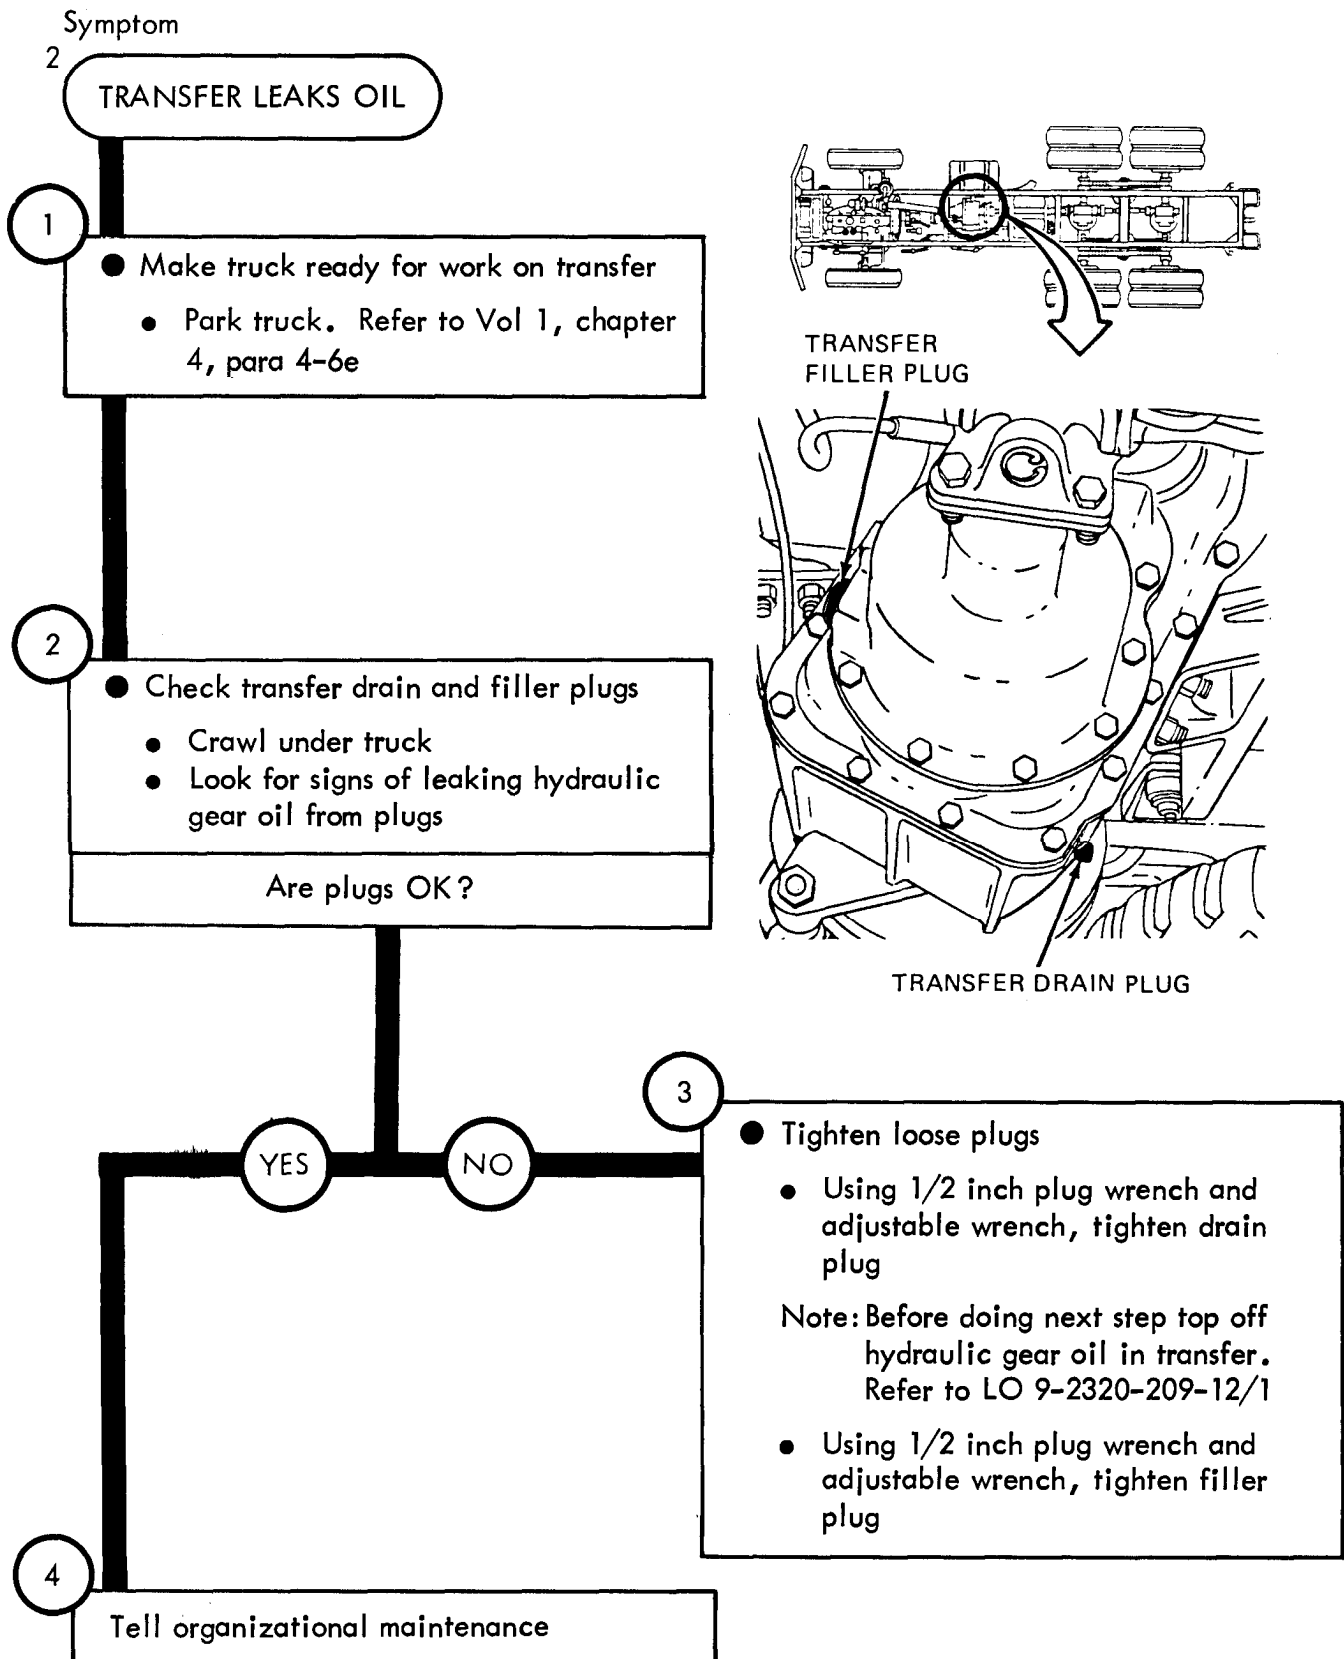 Symptom
2
TRANSFER LEAKS OIL
1
● Make truck ready for work on transfer
● Park truck. Refer to Vol 1, chapter
4, para 4-6e
TRANSFER
FILLER PLUG
2
● Check transfer drain and filler plugs
● Crawl under truck
● Look for signs of leaking hydraulic
gear oil from plugs
Are plugs OK?
TRANSFER DRAIN PLUG
YES
NO
3
● Tighten loose plugs
● Using 1/2 inch plug wrench and
adjustable wrench, tighten drain
plug
Note: Before doing next step top off
hydraulic gear oil in transfer.
Refer to LO 9-2320-209-12/1
● Using 1/2 inch plug wrench and
adjustable wrench, tighten filler
plug
4
Tell organizational maintenance